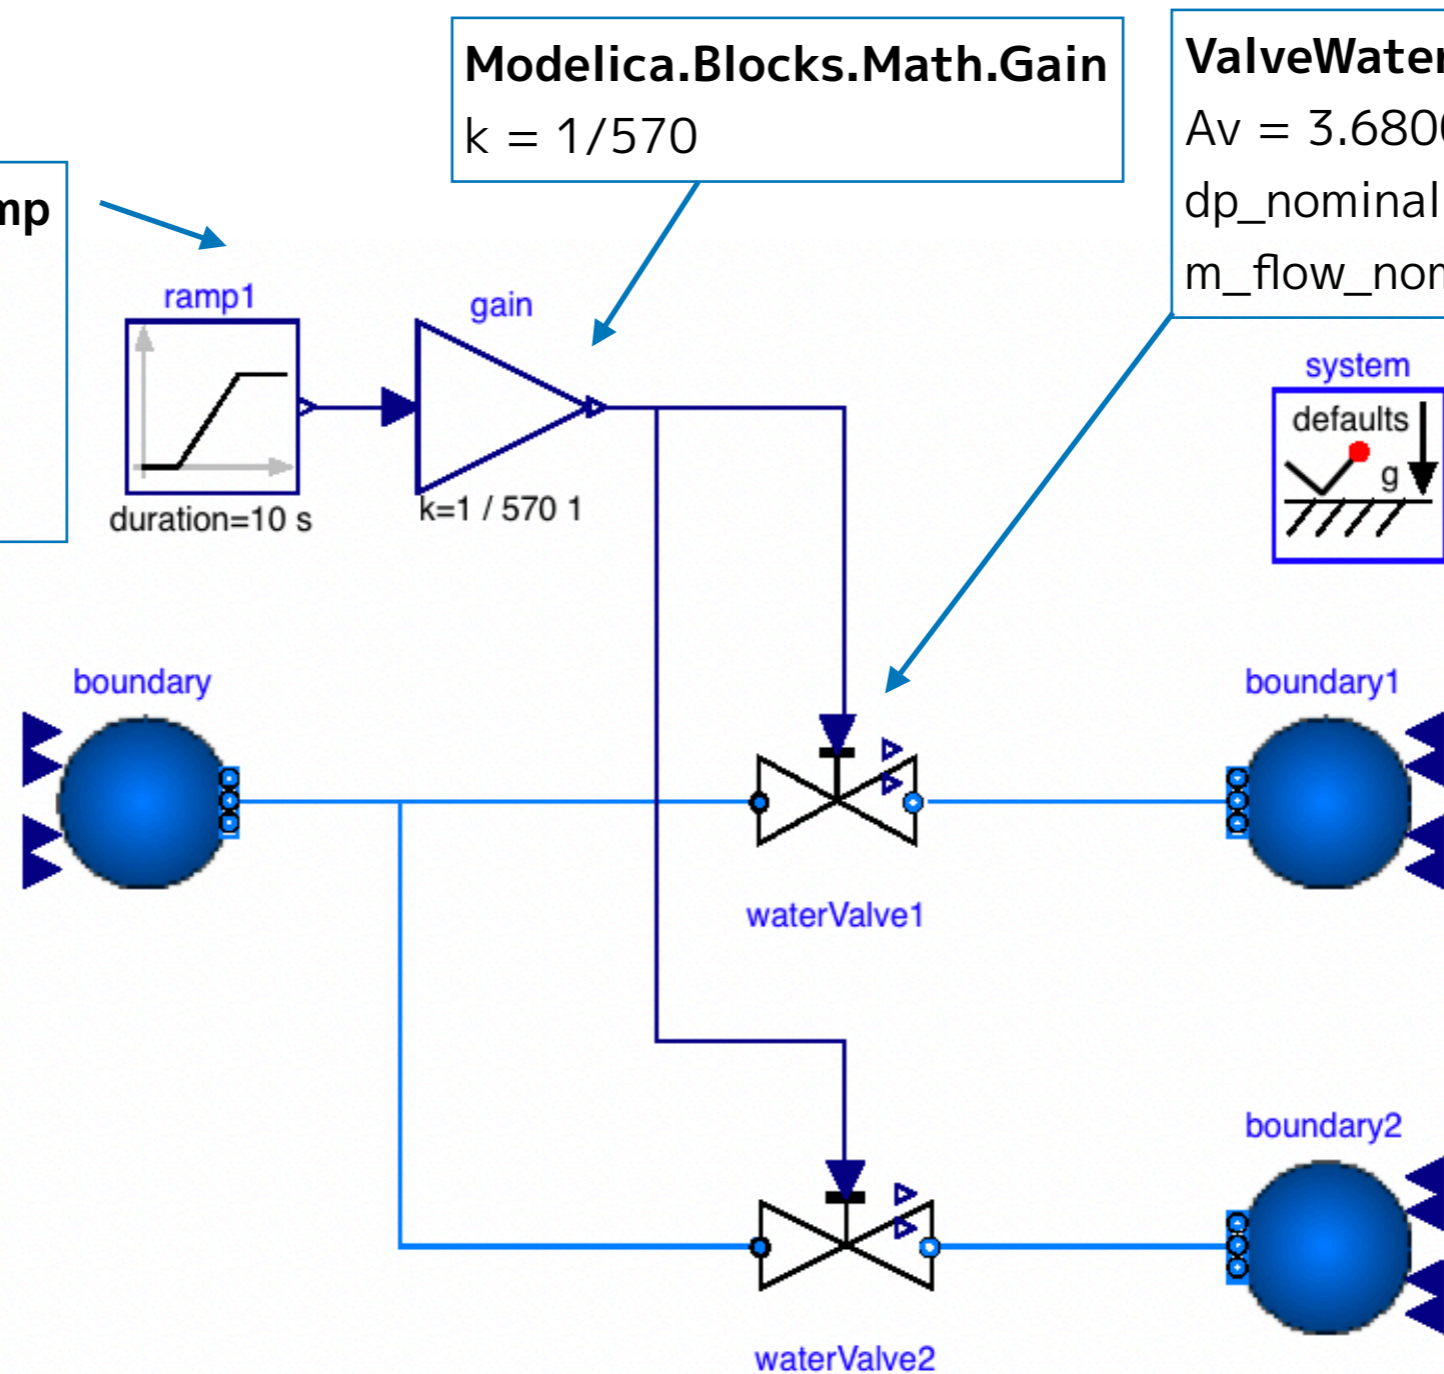 Modelica.Blocks.Math.Gain
k = 1/570
ValveWater
Av = 3.680
dp_nominal
m_flow_nom
mp
ramp1
duration=10 s
gain
k=1 / 570 1
system
defaults
g
boundary
boundary1
waterValve1
boundary2
waterValve2